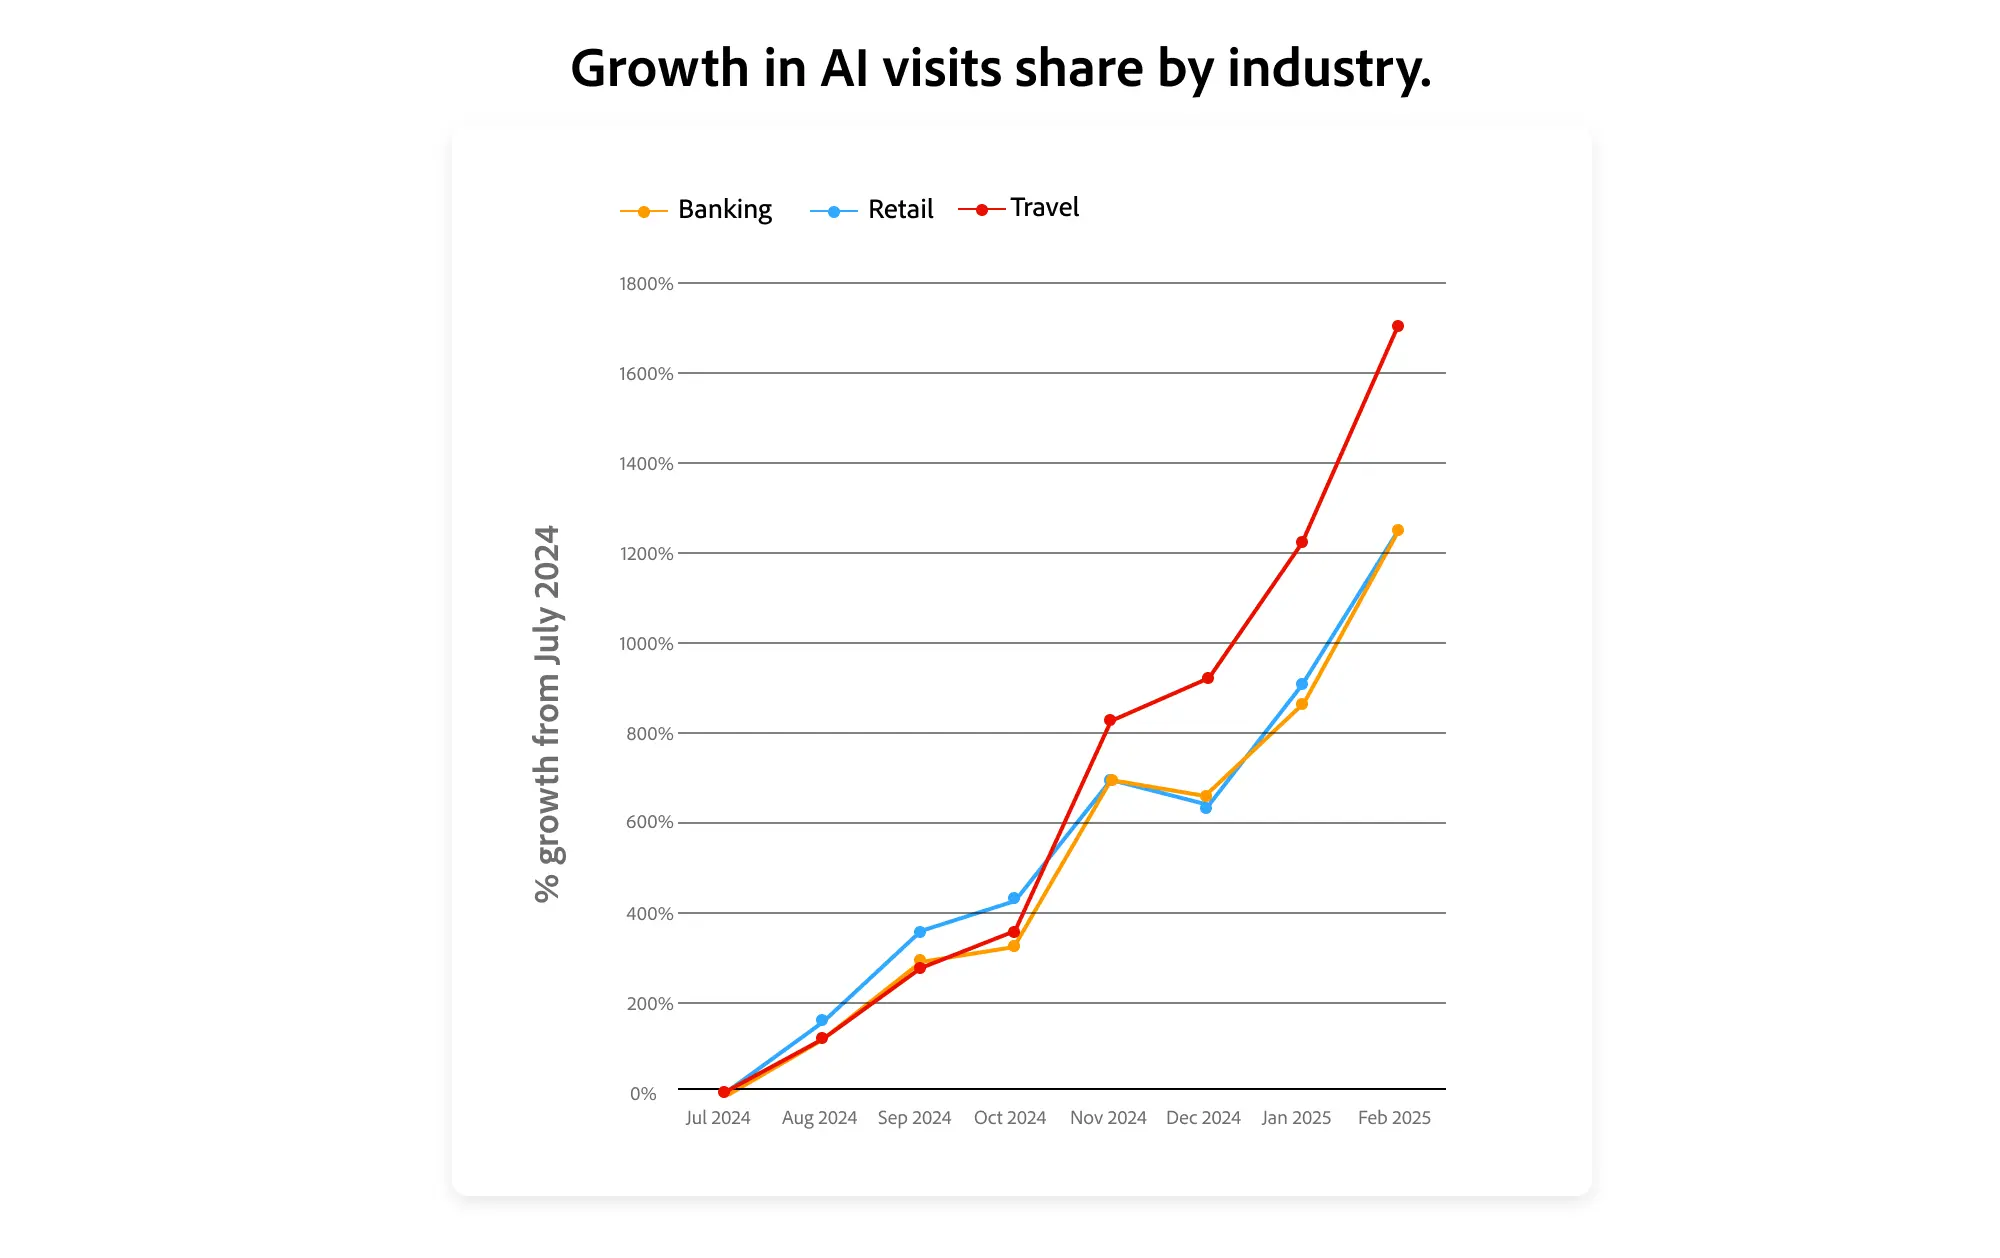 Growth in AI visits share by industry.
Banking Retail Travel
1800%
1600%
1400%
1200%
1000%
800%
600%
400%
200%
0%
% growth from July 2024
Jul 2024 Aug 2024 Sep 2024 Oct 2024 Nov 2024 Dec 2024 Jan 2025 Feb 2025